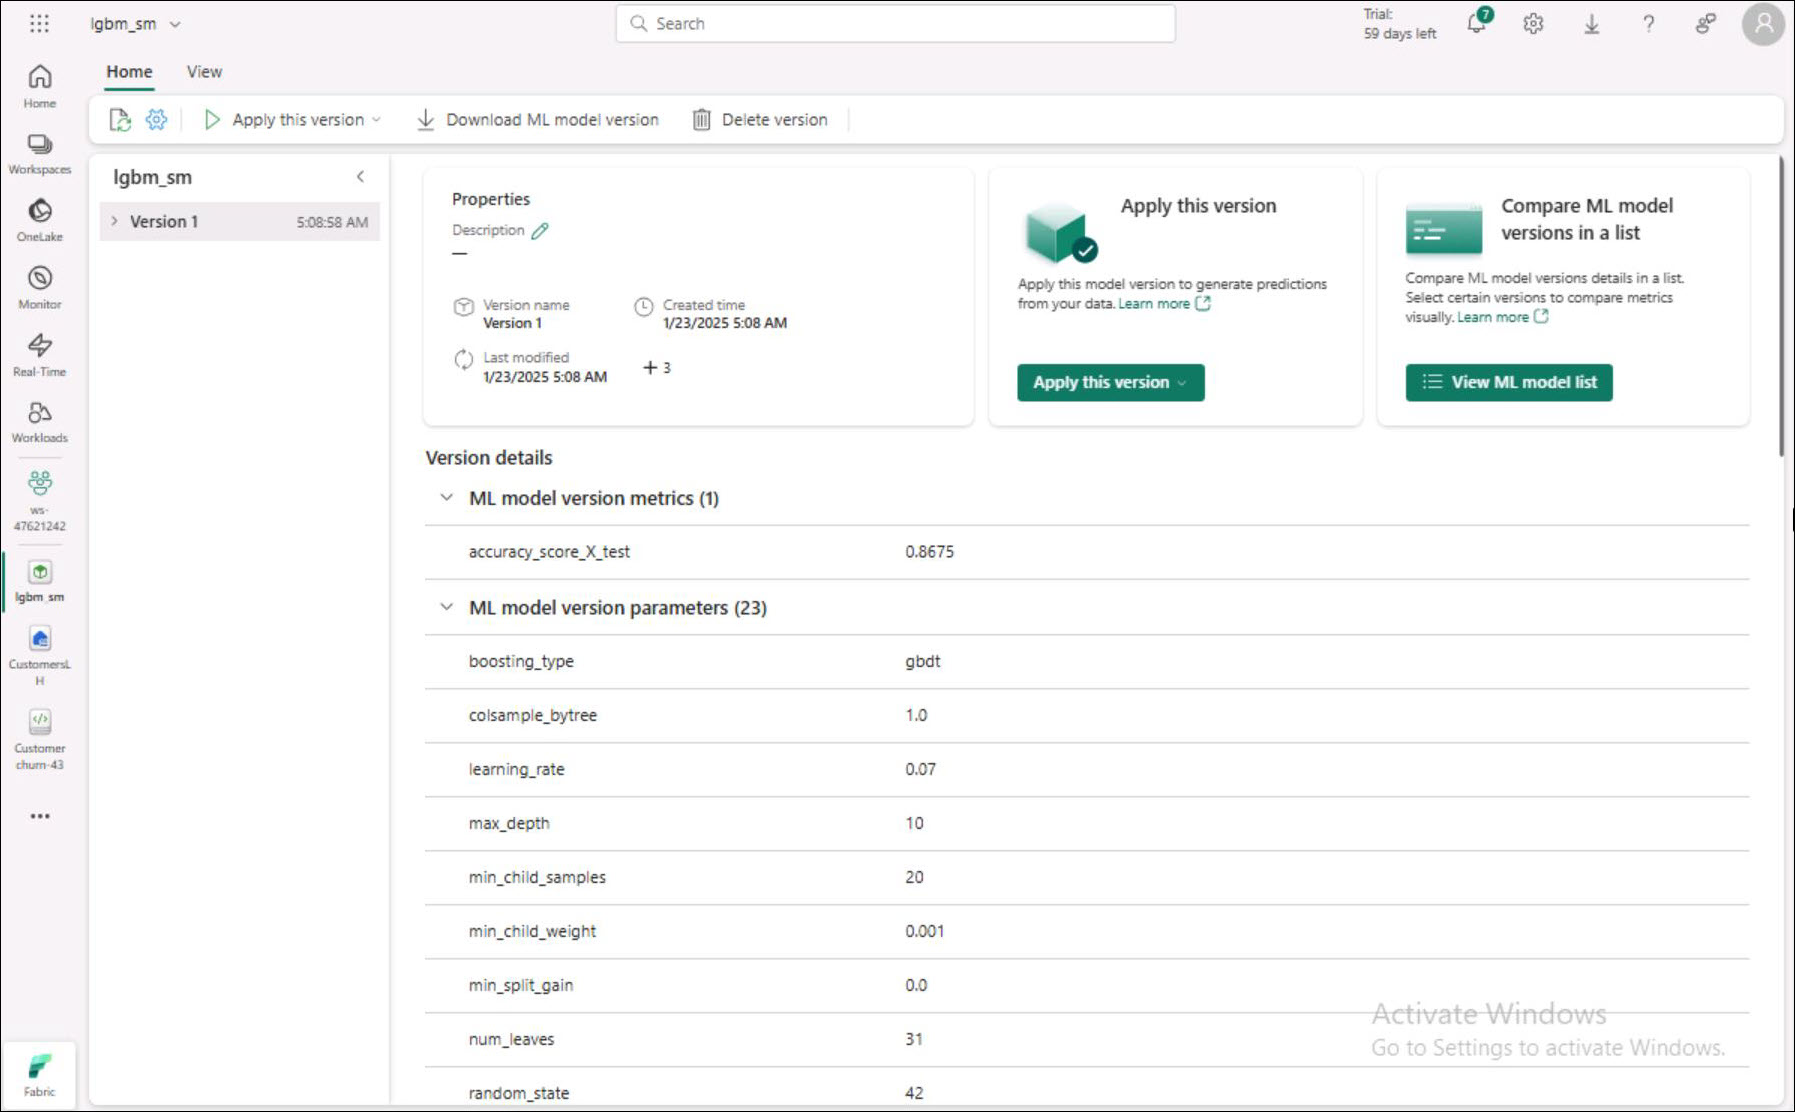 lgbm_sm
Search
Trial:
59 days left
7
Home
View
Apply this version
Download ML model version
Delete version
Home
Workspaces
OneLake
Monitor
Real-Time
Workloads
ws-
47621242
lgbm_sm
CustomersL
H
Customer
churn-43
Fabric
lgbm_sm
Version 1
5:08:58 AM
Properties
Description
—
Version name
Version 1
Created time
1/23/2025 5:08 AM
Last modified
1/23/2025 5:08 AM
+ 3
Apply this version
Apply this model version to generate predictions
from your data. Learn more
Apply this version
Compare ML model
versions in a list
Compare ML model versions details in a list.
Select certain versions to compare metrics
visually. Learn more
View ML model list
Version details
ML model version metrics (1)
accuracy_score_X_test 0.8675
ML model version parameters (23)
boosting_type gbdt
colsample_bytree 1.0
learning_rate 0.07
max_depth 10
min_child_samples 20
min_child_weight 0.001
min_split_gain 0.0
num_leaves 31
random_state 42
Activate Windows
Go to Settings to activate Windows.